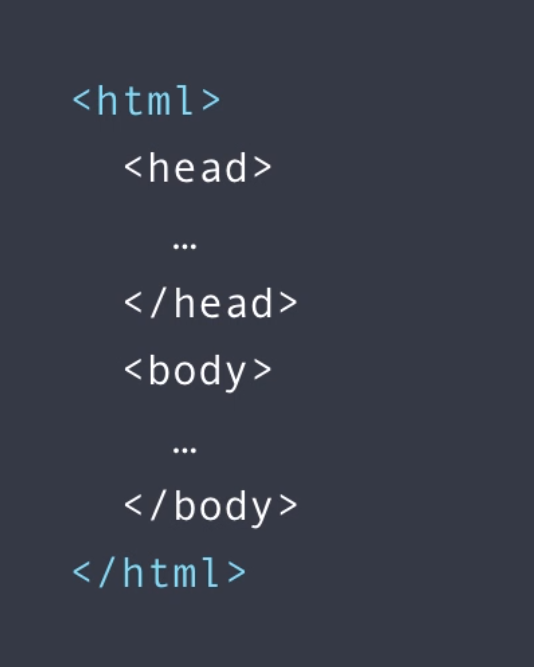 <html>
<head>
…
</head>
<body>
…
</body>
</html>